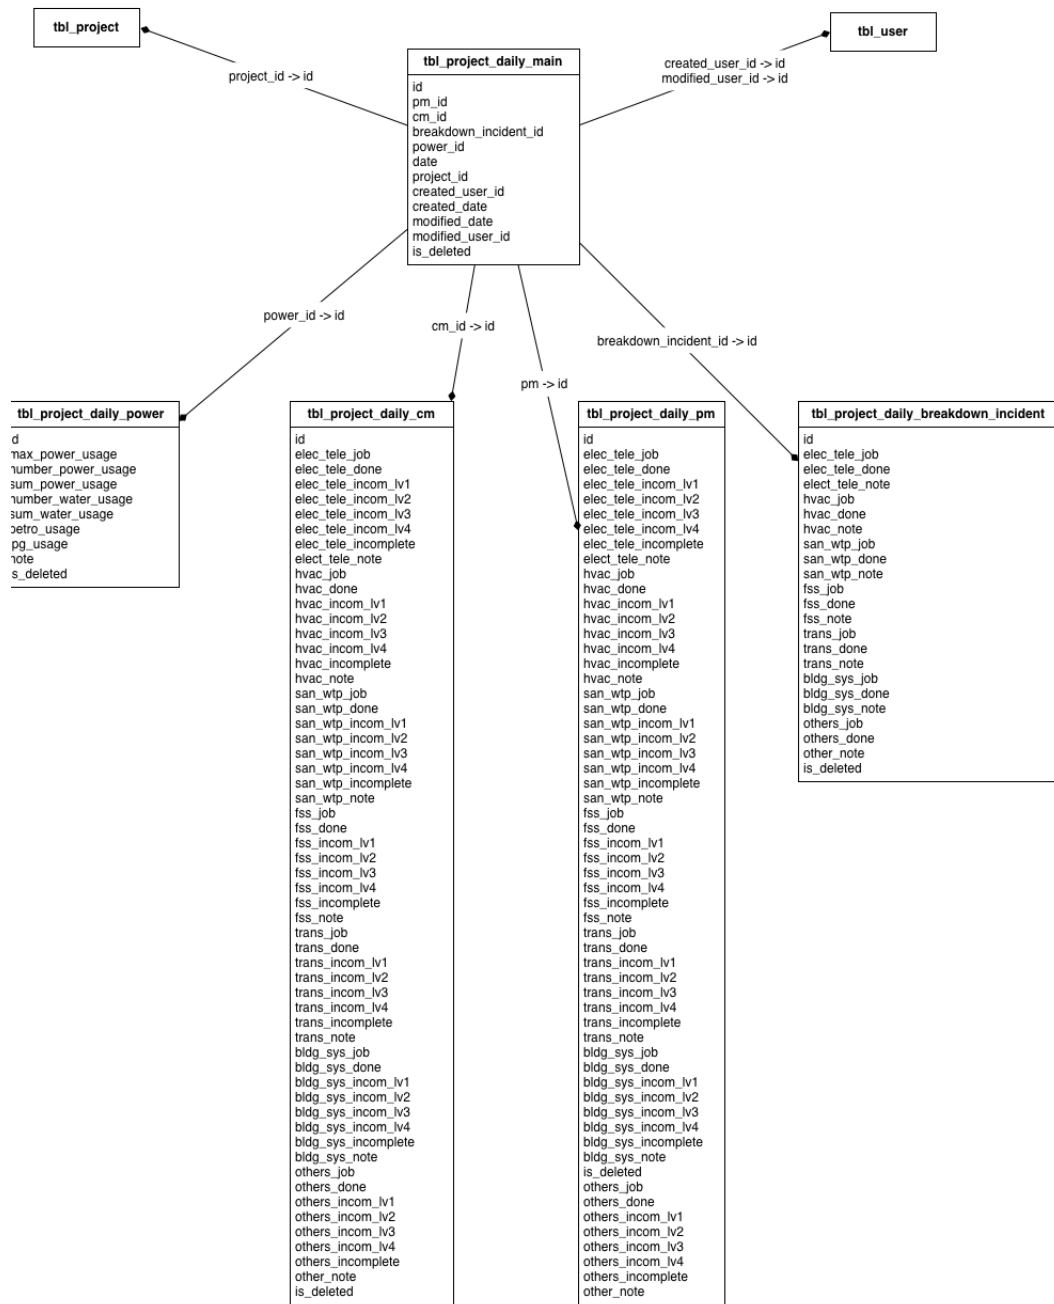 tbl_project
tbl_user
project_id -> id
created_user_id -> id
modified_user_id -> id
tbl_project_daily_main
id
pm_id
cm_id
breakdown_incident_id
power_id
date
project_id
created_user_id
created_date
modified_date
modified_user_id
is_deleted
power_id -> id
cm_id -> id
pm -> id
breakdown_incident_id -> id
tbl_project_daily_power
d
max_power_usage
number_power_usage
sum_power_usage
number_water_usage
sum_water_usage
petro_usage
pg_usage
note
s_deleted
tbl_project_daily_cm
id
elec_tele_job
elec_tele_done
elec_tele_incom_lv1
elec_tele_incom_lv2
elec_tele_incom_lv3
elec_tele_incom_lv4
elec_tele_incomplete
elect_tele_note
hvac_job
hvac_done
hvac_incom_lv1
hvac_incom_lv2
hvac_incom_lv3
hvac_incom_lv4
hvac_incomplete
hvac_note
san_wtp_job
san_wtp_done
san_wtp_incom_lv1
san_wtp_incom_lv2
san_wtp_incom_lv3
san_wtp_incom_lv4
san_wtp_incomplete
san_wtp_note
fss_job
fss_done
fss_incom_lv1
fss_incom_lv2
fss_incom_lv3
fss_incom_lv4
fss_incomplete
fss_note
trans_job
trans_done
trans_incom_lv1
trans_incom_lv2
trans_incom_lv3
trans_incom_lv4
trans_incomplete
trans_note
bldg_sys_job
bldg_sys_done
bldg_sys_incom_lv1
bldg_sys_incom_lv2
bldg_sys_incom_lv3
bldg_sys_incom_lv4
bldg_sys_incomplete
bldg_sys_note
others_job
others_done
others_incom_lv1
others_incom_lv2
others_incom_lv3
others_incom_lv4
others_incomplete
other_note
is_deleted
tbl_project_daily_pm
id
elec_tele_job
elec_tele_done
elec_tele_incom_lv1
elec_tele_incom_lv2
elec_tele_incom_lv3
elec_tele_incom_lv4
elec_tele_incomplete
elect_tele_note
hvac_job
hvac_done
hvac_incom_lv1
hvac_incom_lv2
hvac_incom_lv3
hvac_incom_lv4
hvac_incomplete
hvac_note
san_wtp_job
san_wtp_done
san_wtp_incom_lv1
san_wtp_incom_lv2
san_wtp_incom_lv3
san_wtp_incom_lv4
san_wtp_incomplete
san_wtp_note
fss_job
fss_done
fss_incom_lv1
fss_incom_lv2
fss_incom_lv3
fss_incom_lv4
fss_incomplete
fss_note
trans_job
trans_done
trans_incom_lv1
trans_incom_lv2
trans_incom_lv3
trans_incom_lv4
trans_incomplete
trans_note
bldg_sys_job
bldg_sys_done
bldg_sys_incom_lv1
bldg_sys_incom_lv2
bldg_sys_incom_lv3
bldg_sys_incom_lv4
bldg_sys_incomplete
bldg_sys_note
is_deleted
others_job
others_done
others_incom_lv1
others_incom_lv2
others_incom_lv3
others_incom_lv4
others_incomplete
other_note
tbl_project_daily_breakdown_incident
id
elec_tele_job
elec_tele_done
elect_tele_note
hvac_job
hvac_done
hvac_note
san_wtp_job
san_wtp_done
san_wtp_note
fss_job
fss_done
fss_note
trans_job
trans_done
trans_note
bldg_sys_job
bldg_sys_done
bldg_sys_note
others_job
others_done
other_note
is_deleted